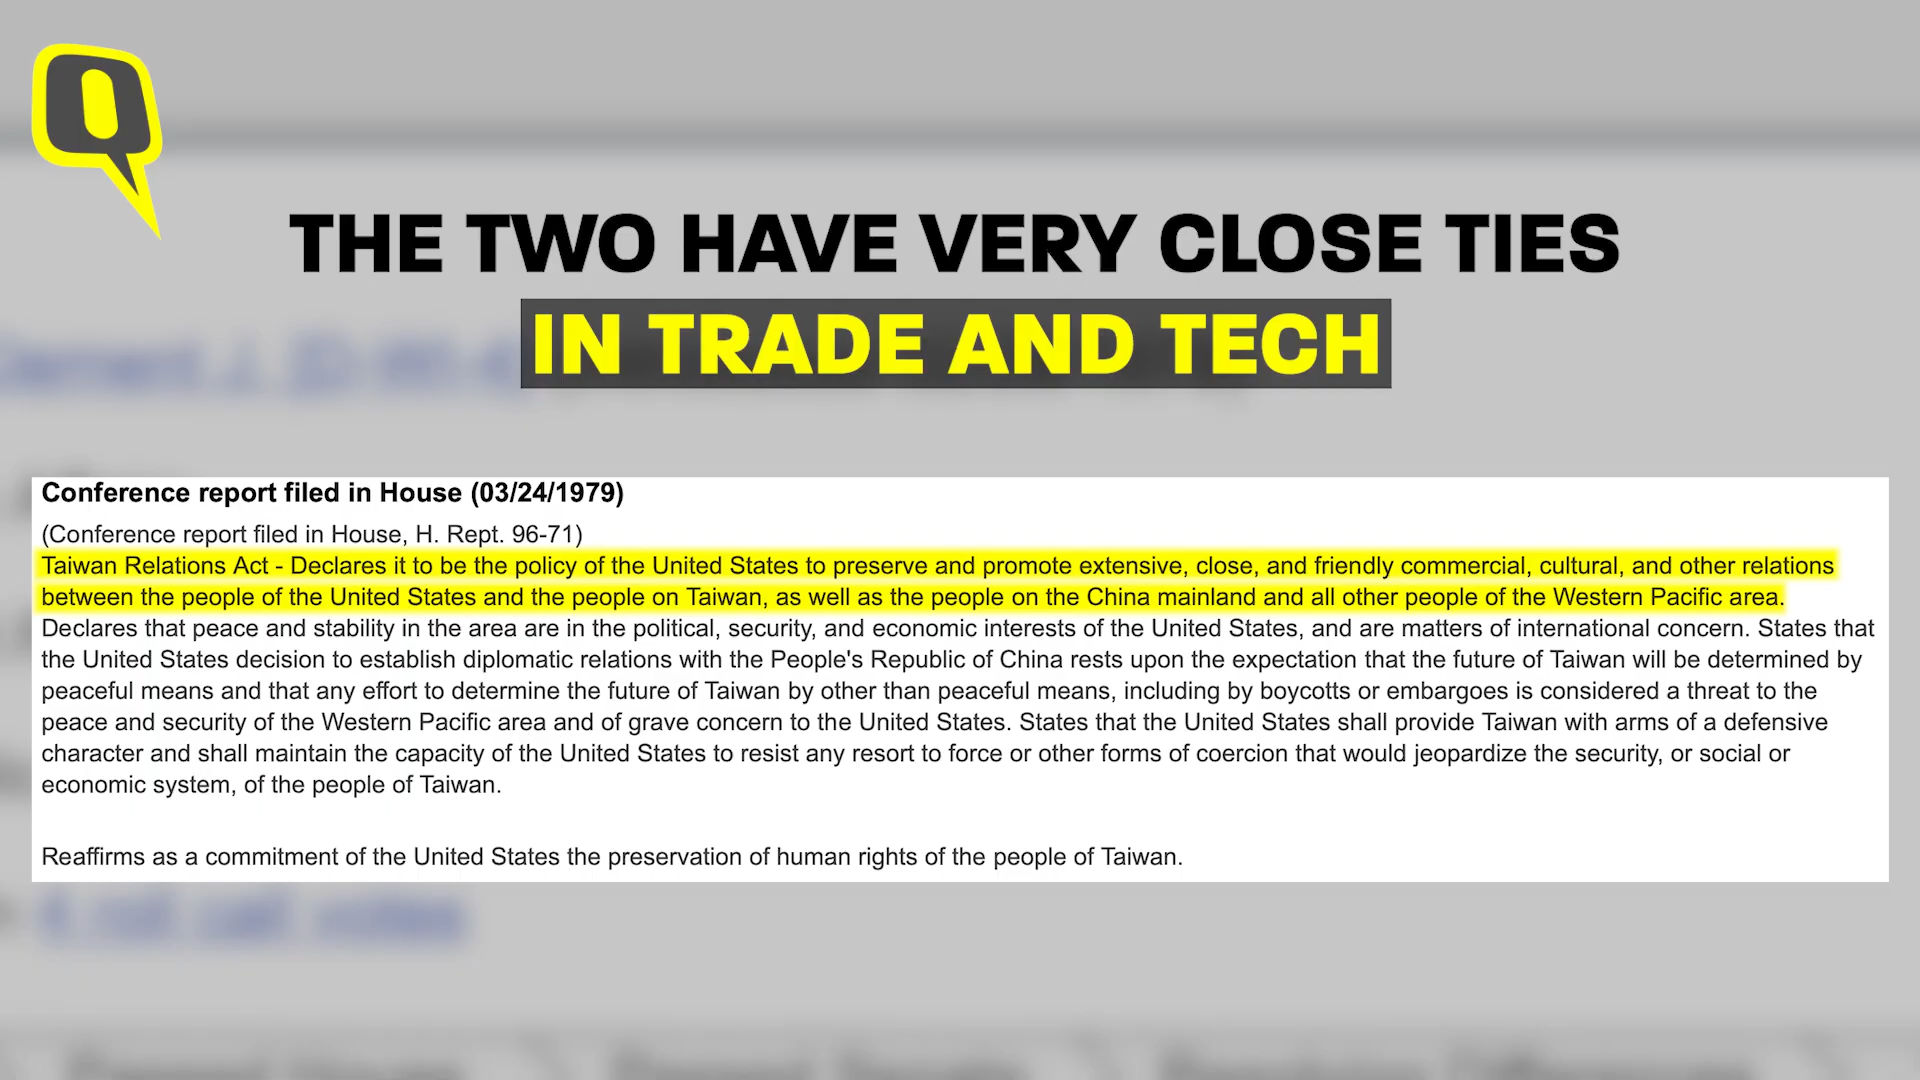 Q
THE TWO HAVE VERY CLOSE TIES
IN TRADE AND TECH
Conference report filed in House (03/24/1979)
(Conference report filed in House, H. Rept. 96-71)
Taiwan Relations Act - Declares it to be the policy of the United States to preserve and promote extensive, close, and friendly commercial, cultural, and other relations
between the people of the United States and the people on Taiwan, as well as the people on the China mainland and all other people of the Western Pacific area.
Declares that peace and stability in the area are in the political, security, and economic interests of the United States, and are matters of international concern. States that
the United States decision to establish diplomatic relations with the People's Republic of China rests upon the expectation that the future of Taiwan will be determined by
peaceful means and that any effort to determine the future of Taiwan by other than peaceful means, including by boycotts or embargoes is considered a threat to the
peace and security of the Western Pacific area and of grave concern to the United States. States that the United States shall provide Taiwan with arms of a defensive
character and shall maintain the capacity of the United States to resist any resort to force or other forms of coercion that would jeopardize the security, or social or
economic system, of the people of Taiwan.
Reaffirms as a commitment of the United States the preservation of human rights of the people of Taiwan.
4 roll call votes